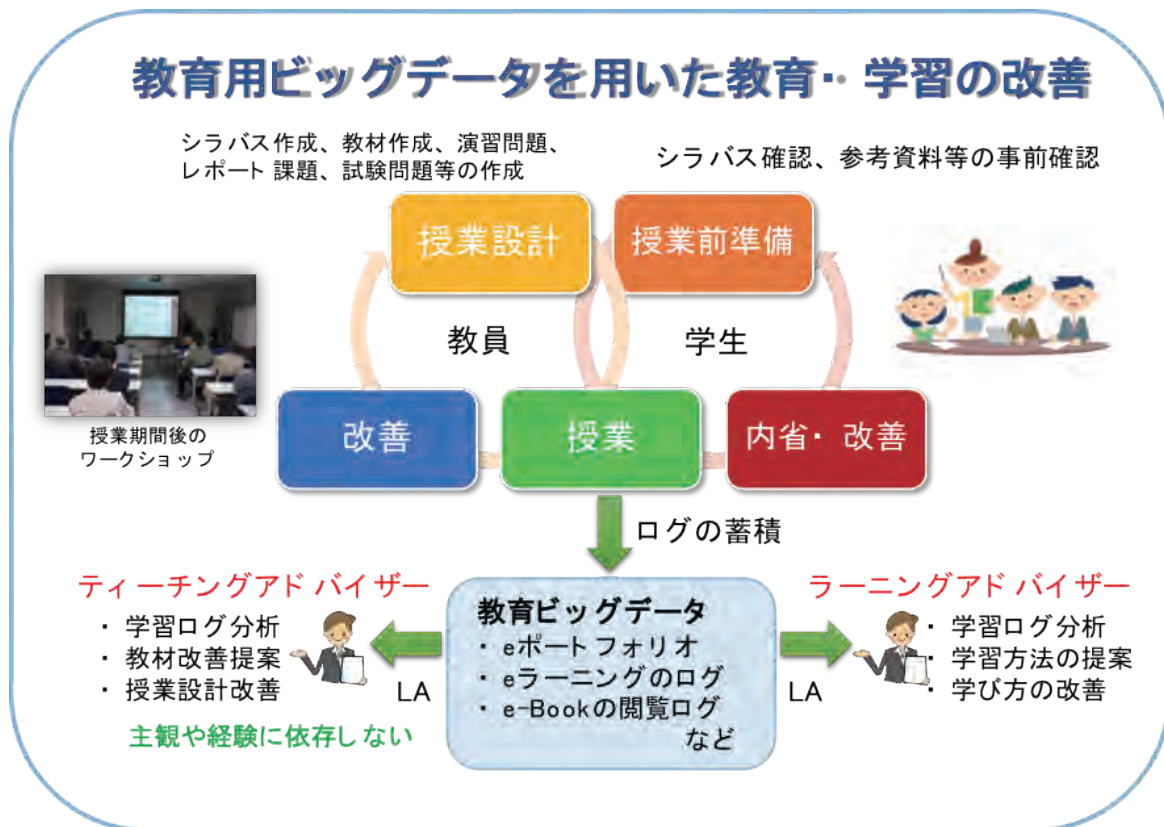 教育用ビッグデータを用いた教育・学習の改善
シラバス作成、教材作成、演習問題、
レポート課題、試験問題等の作成
シラバス確認、参考資料等の事前確認
授業設計
授業前準備
教員
学生
改善
授業
内省・改善
授業期間後の
ワークショップ
ログの蓄積
ティーチングアドバイザー
・ 学習ログ分析
・ 教材改善提案
・ 授業設計改善
主観や経験に依存しない
LA
教育ビッグデータ
・ eポートフォリオ
・ eラーニングのログ
・ e-Bookの閲覧ログ
など
LA
ラーニングアドバイザー
・ 学習ログ分析
・ 学習方法の提案
・ 学び方の改善